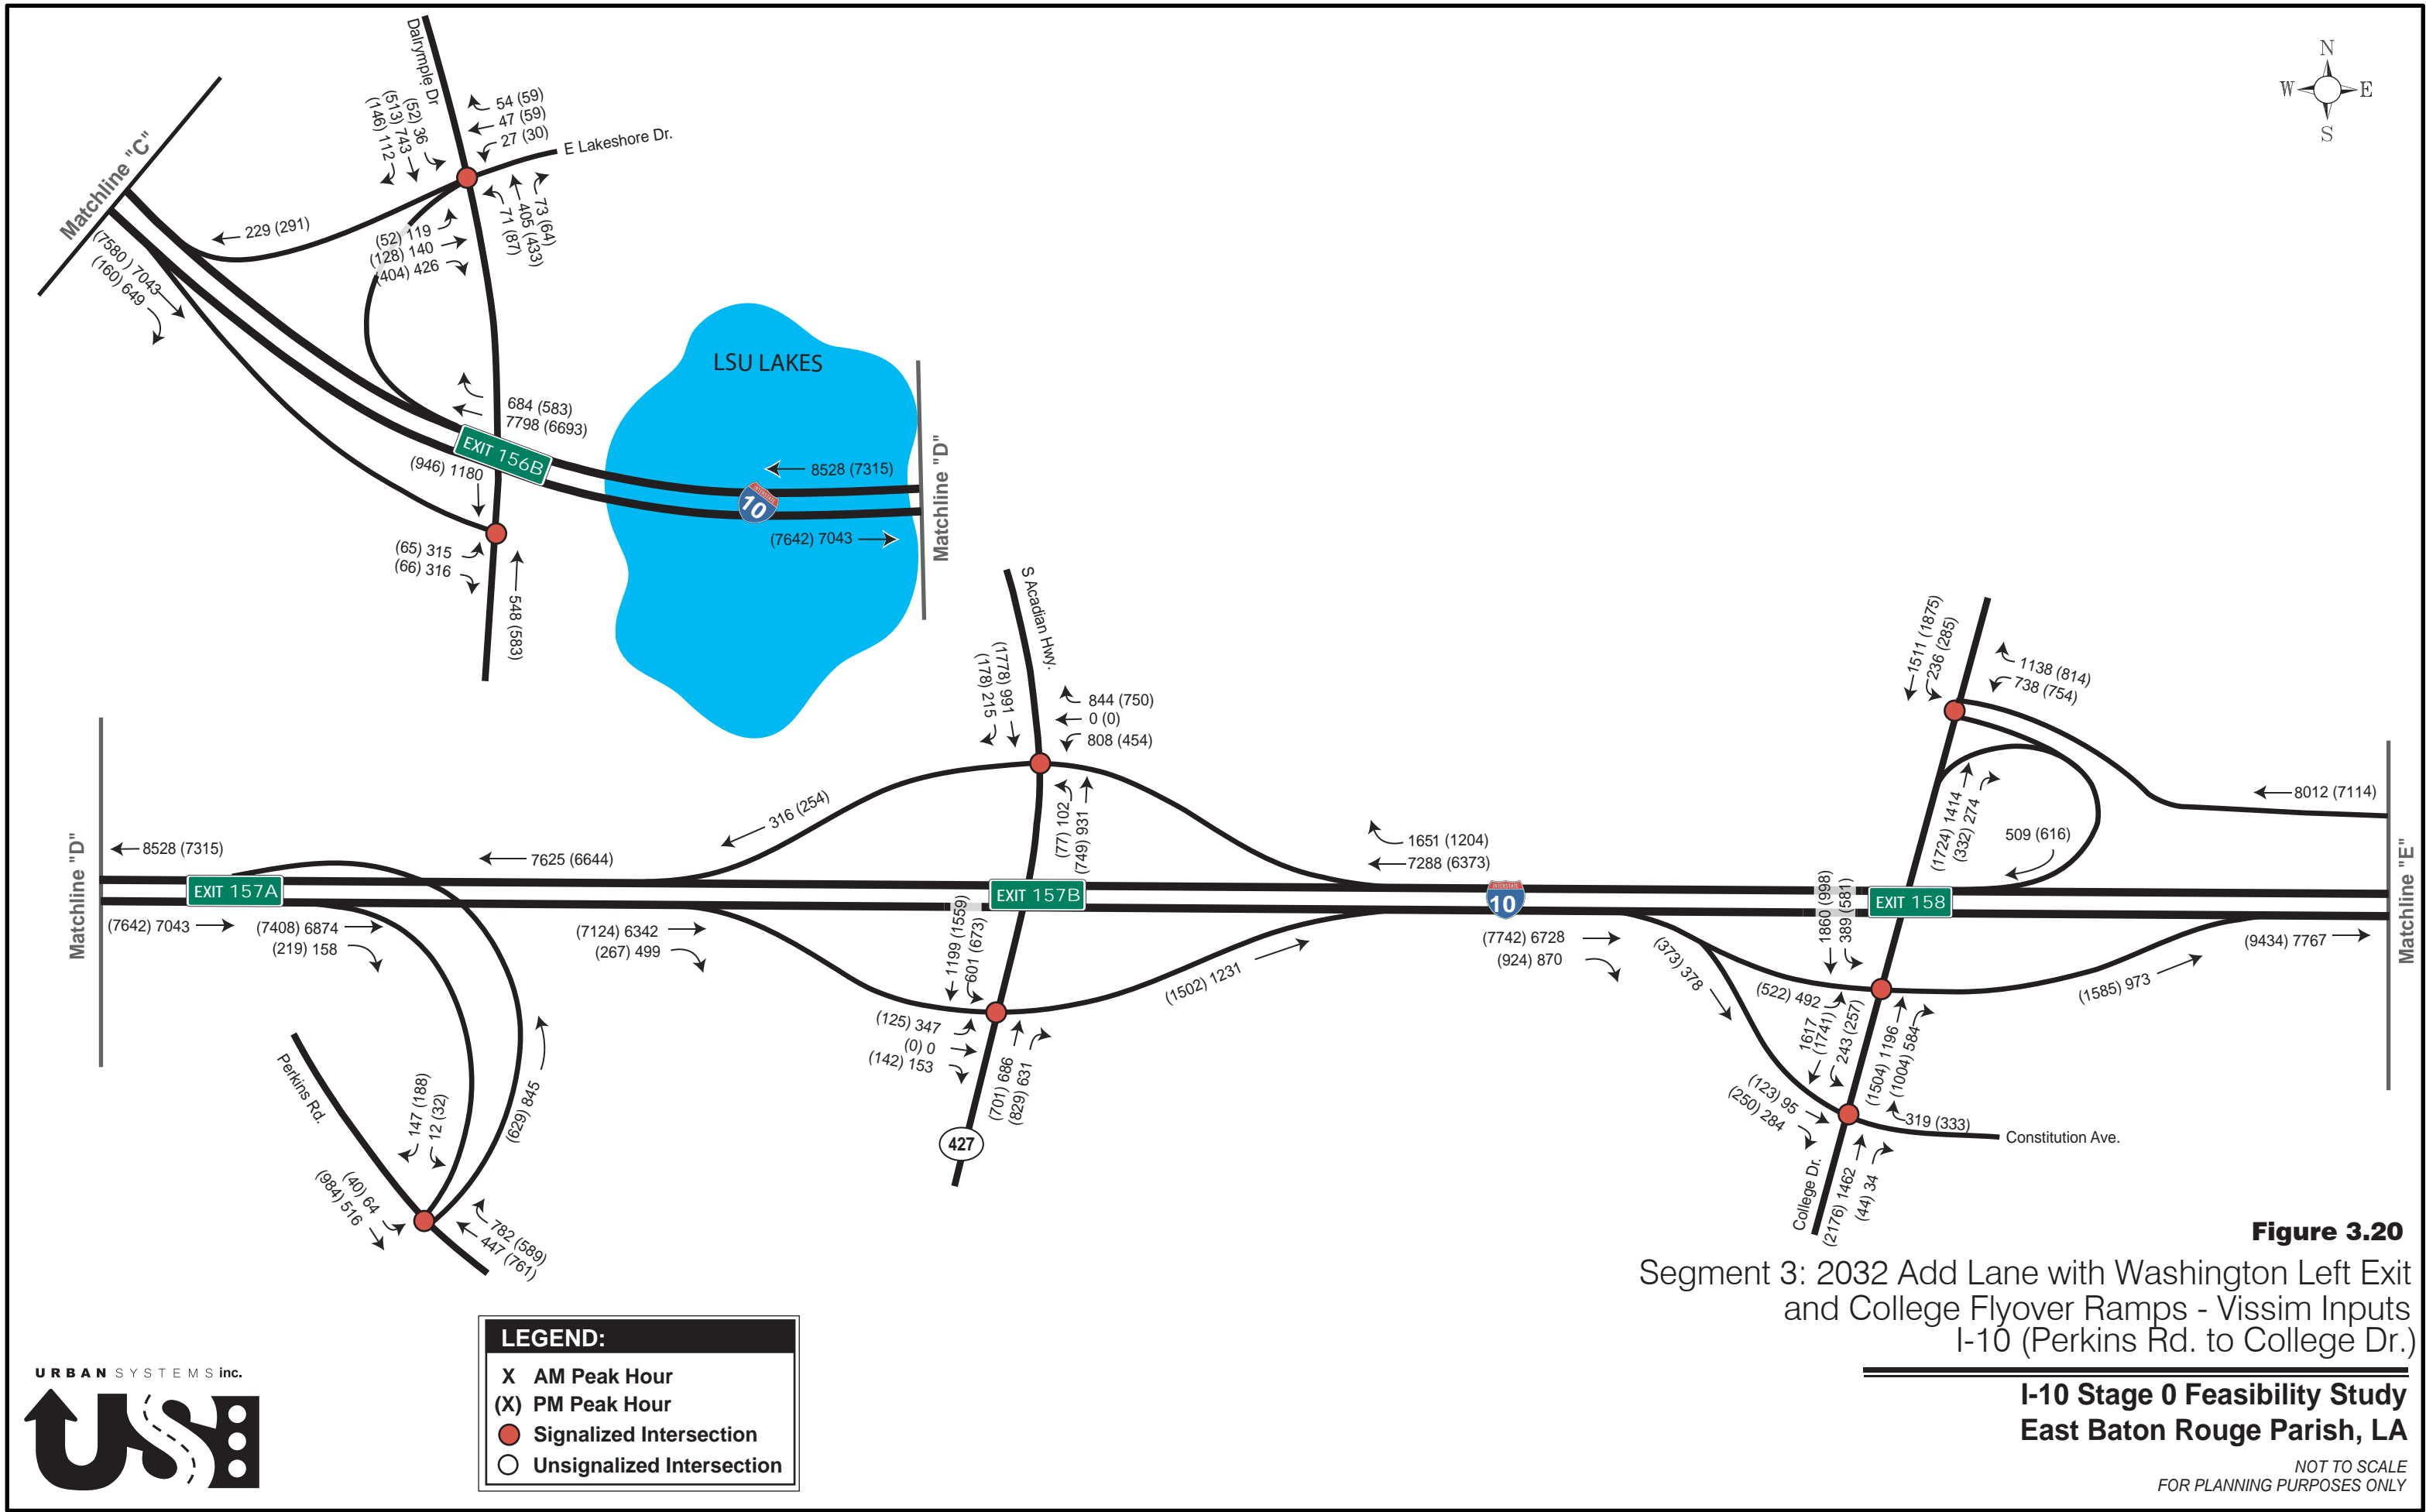 Dalrymple Dr
54 (59)
47 (59)
27 (30)
(52) 36
(513) 743
(146) 112
E Lakeshore Dr.
N
W E
S
Matchline "C"
229 (291)
(52) 119
(128) 140
(404) 426
73 (64)
405 (433)
71 (87)
(7580 ) 7043
(160) 649
LSU LAKES
684 (583)
7798 (6693)
EXIT 156B
(946) 1180
8528 (7315)
INTERSTATE
10
(7642) 7043
Matchline "D"
(65) 315
(66) 316
548 (583)
S Acadian Hwy.
(1778) 991
(178) 215
844 (750)
0 (0)
808 (454)
1511 (1875)
236 (285)
1138 (814)
738 (754)
8012 (7114)
Matchline "D"
8528 (7315)
316 (254)
7625 (6644)
(77) 102
(749) 931
1651 (1204)
7288 (6373)
(1724) 1414
(332) 274
509 (616)
Matchline "E"
EXIT 157A
EXIT 157B
INTERSTATE
10
EXIT 158
(7642) 7043
(7408) 6874
(219) 158
(7124) 6342
(267) 499
1199 (1559)
601 (673)
(7742) 6728
(924) 870
1860 (998)
389 (581)
(9434) 7767
(373) 378
(1502) 1231
(522) 492
(1585) 973
(125) 347
(0) 0
(142) 153
(701) 686
(829) 631
1617
(1741)
243 (257)
(1504) 1196
(1004) 584
Perkins Rd.
147 (188)
12 (32)
(629) 845
(123) 95
(250) 284
319 (333)
Constitution Ave.
427
(40) 64
(984) 516
782 (589)
447 (761)
College Dr.
(2176) 1462
(44) 34
Figure 3.20
Segment 3: 2032 Add Lane with Washington Left Exit
and College Flyover Ramps - Vissim Inputs
I-10 (Perkins Rd. to College Dr.)
LEGEND:
X AM Peak Hour
(X) PM Peak Hour
Signalized Intersection
Unsignalized Intersection
URBAN SYSTEMS inc.
USI
I-10 Stage 0 Feasibility Study
East Baton Rouge Parish, LA
NOT TO SCALE
FOR PLANNING PURPOSES ONLY